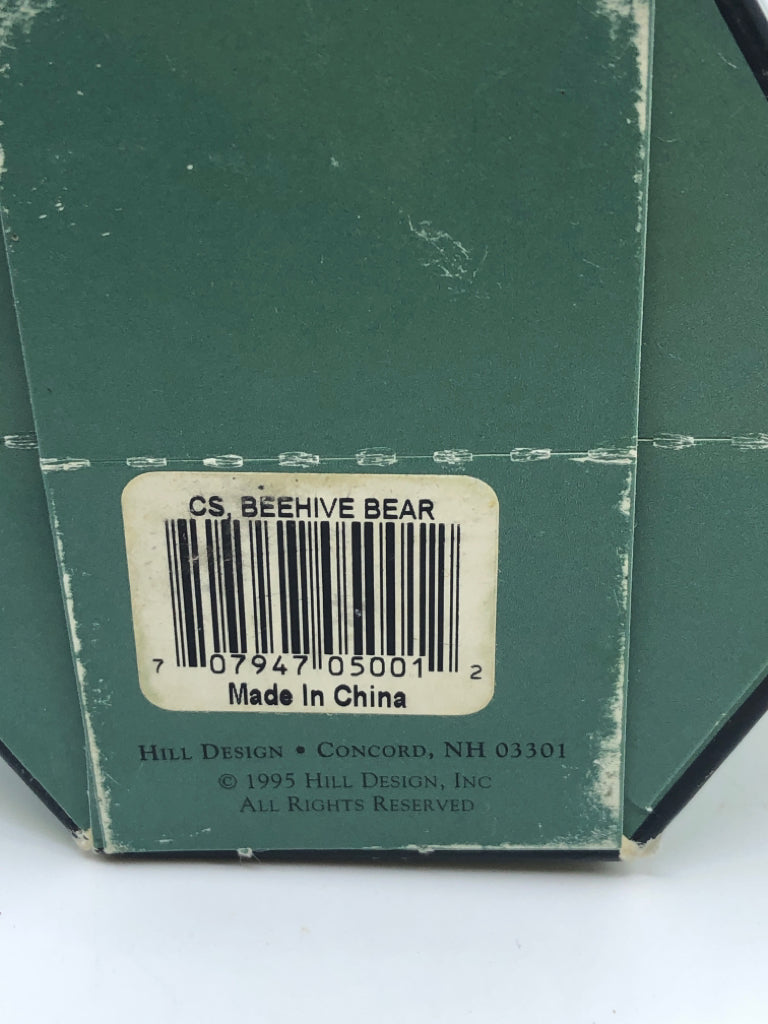 CS, BEEHIVE BEAR
7 07947 05001 2
Made In China
HILL DESIGN • CONCORD, NH 03301
© 1995 HILL DESIGN, INC
ALL RIGHTS RESERVED